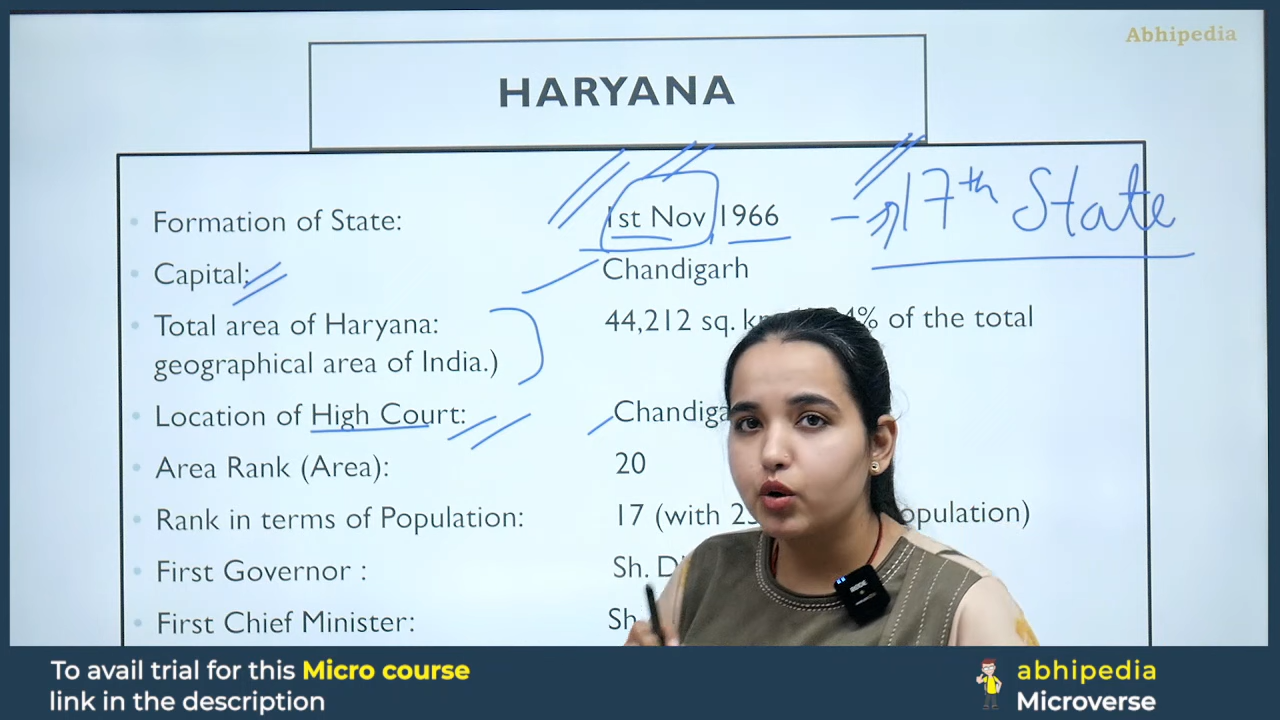 Abhipedia
HARYANA
Formation of State: 1st Nov 1966 17th State
Capital: Chandigarh
Total area of Haryana: 44,212 sq. of the total
geographical area of India.)
Location of High Court:
Area Rank (Area): 20
Rank in terms of Population: 17 (with
First Governor : Sh.
First Chief Minister: Sh
To avail trial for this Micro course
link in the description
abhipedia
Microverse